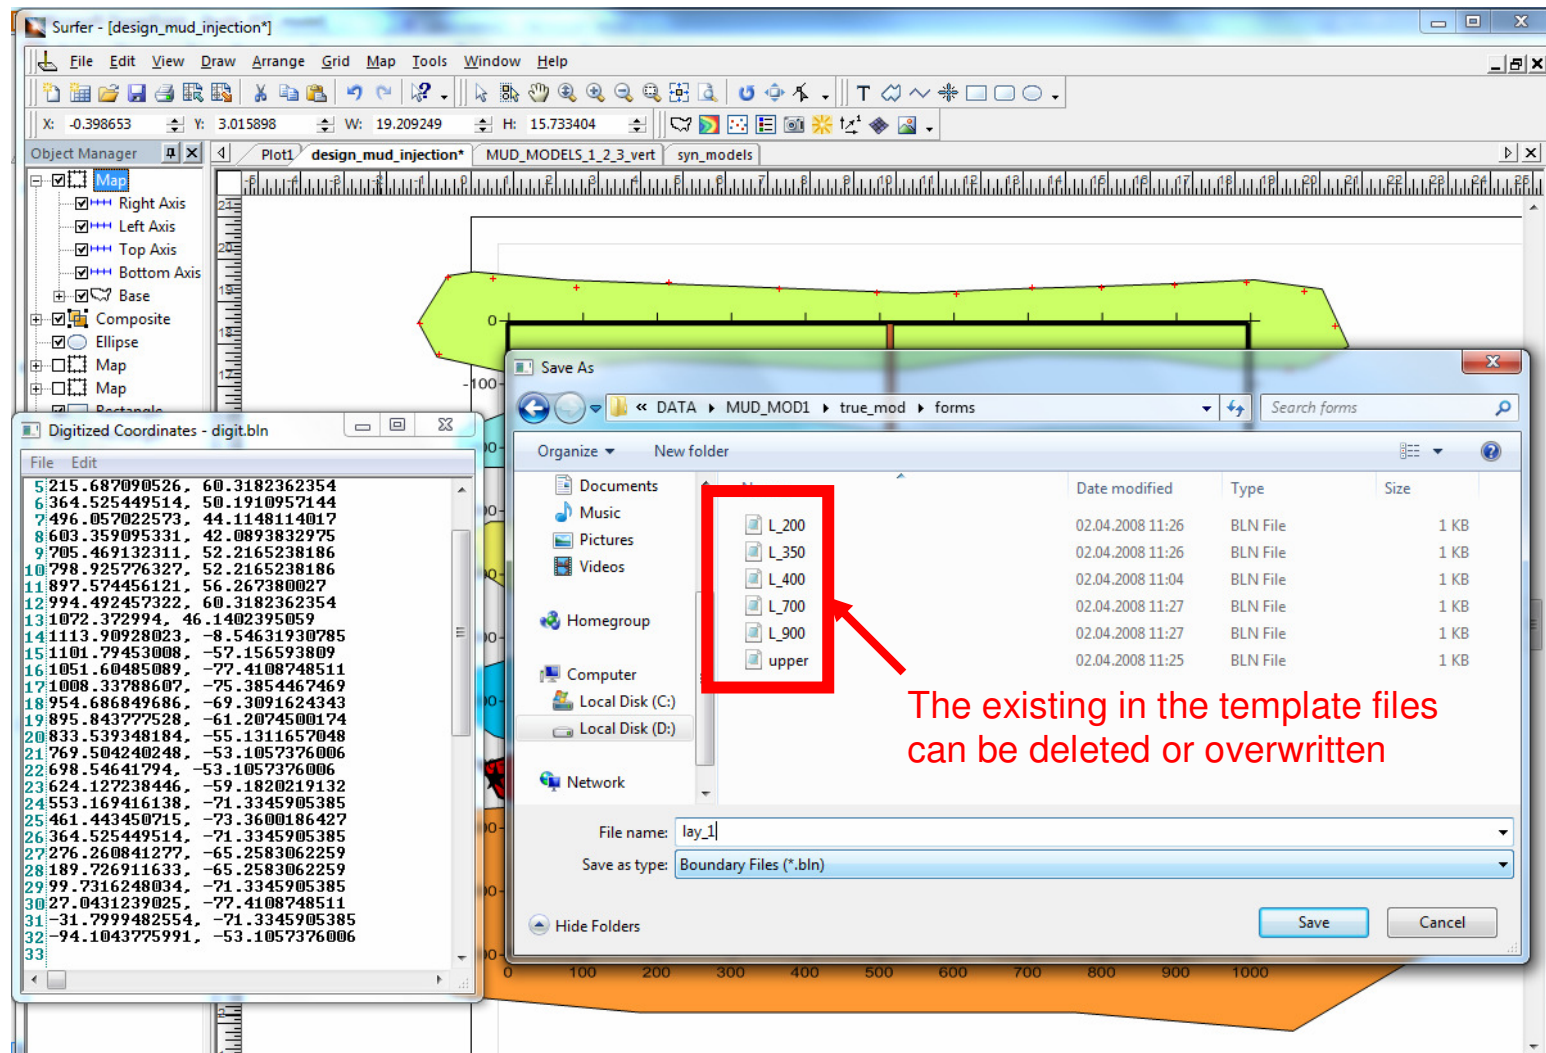 Surfer - [design_mud_injection*]
File Edit View Draw Arrange Grid Map Tools Window Help
X: -0.398653 Y: 3.015898 W: 19.209249 H: 15.733404
Object Manager
Plot1 design_mud_injection* MUD_MODELS_1_2_3_vert syn_models
Map
Right Axis
Left Axis
Top Axis
Bottom Axis
Base
Composite
Ellipse
Map
Map
Rectangle
0
-100
Digitized Coordinates - digit.bln
File Edit
5 215.687090526, 60.3182362354
6 364.525449514, 50.1910957144
7 496.057022573, 44.1148114017
8 603.359095331, 42.0893832975
9 705.469132311, 52.2165238186
10 798.925776327, 52.2165238186
11 897.574456121, 56.267380027
12 994.492457322, 60.3182362354
13 1072.372994, 46.1402395059
14 1113.90928023, -8.54631930785
15 1101.79453008, -57.156593809
16 1051.60485089, -77.4108748511
17 1008.33788607, -75.3854467469
18 954.686849686, -69.3091624343
19 895.843777528, -61.2074500174
20 833.539348184, -55.1311657048
21 769.504240248, -53.1057376006
22 698.54641794, -53.1057376006
23 624.127238446, -59.1820219132
24 553.169416138, -71.3345905385
25 461.443450715, -73.3600186427
26 364.525449514, -71.3345905385
27 276.260841277, -65.2583062259
28 189.726911633, -65.2583062259
29 99.7316248034, -71.3345905385
30 27.0431239025, -77.4108748511
31 -31.7999482554, -71.3345905385
32 -94.1043775991, -53.1057376006
33
Save As
« DATA MUD_MOD1 true_mod forms
Search forms
Organize New folder
Documents
Music
Pictures
Videos
Homegroup
Computer
Local Disk (C:)
Local Disk (D:)
Network
Date modified Type Size
L_200 02.04.2008 11:26 BLN File 1 KB
L_350 02.04.2008 11:26 BLN File 1 KB
L_400 02.04.2008 11:04 BLN File 1 KB
L_700 02.04.2008 11:27 BLN File 1 KB
L_900 02.04.2008 11:27 BLN File 1 KB
upper 02.04.2008 11:25 BLN File 1 KB
The existing in the template files
can be deleted or overwritten
File name: lay_1
Save as type: Boundary Files (*.bln)
Hide Folders Save Cancel
0 100 200 300 400 500 600 700 800 900 1000